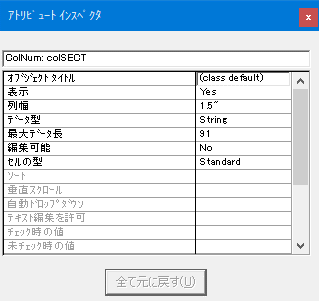 ｱﾄﾘﾋﾞｭｰﾄ ｲﾝｽﾍﾟｸﾀ
x
ColNum: colSECT
ｵﾌﾞｼﾞｪｸﾄ ﾀｲﾄﾙ (class default)
表示 Yes
列幅 1.5"
ﾃﾞｰﾀ型 String
最大ﾃﾞｰﾀ長 91
編集可能 No
ｾﾙの型 Standard
ｿｰﾄ
垂直ｽｸﾛｰﾙ
自動ﾄﾞﾛｯﾌﾟﾀﾞｳﾝ
ﾃｷｽﾄ編集を許可
ﾁｪｯｸ時の値
未ﾁｪｯｸ時の値
全て元に戻す(U)